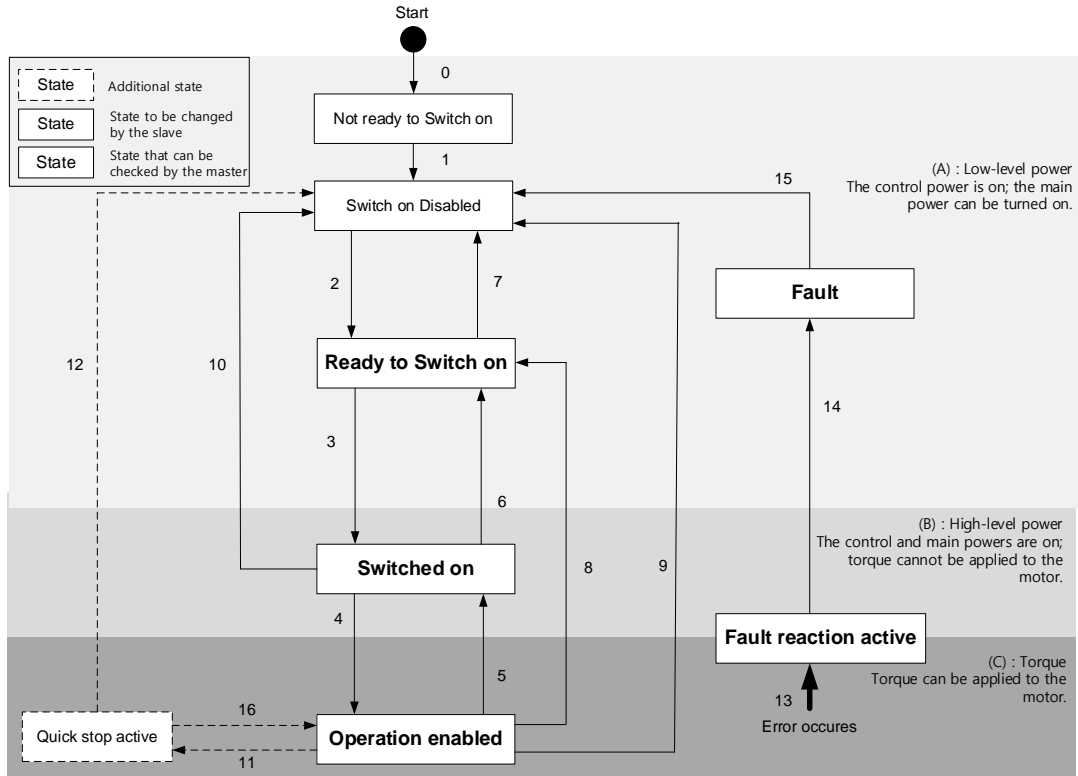 Start
0
State
Additional state
State
State to be changed
by the slave
State
State that can be
checked by the master
Not ready to Switch on
1
(A) : Low-level power
The control power is on; the main
power can be turned on.
15
Switch on Disabled
2
7
Fault
12
10
Ready to Switch on
14
3
6
(B) : High-level power
The control and main powers are on;
torque cannot be applied to the
motor.
Switched on
8
9
4
Fault reaction active
(C) : Torque
Torque can be applied to the
motor.
5
13
Error occures
16
Quick stop active
Operation enabled
11